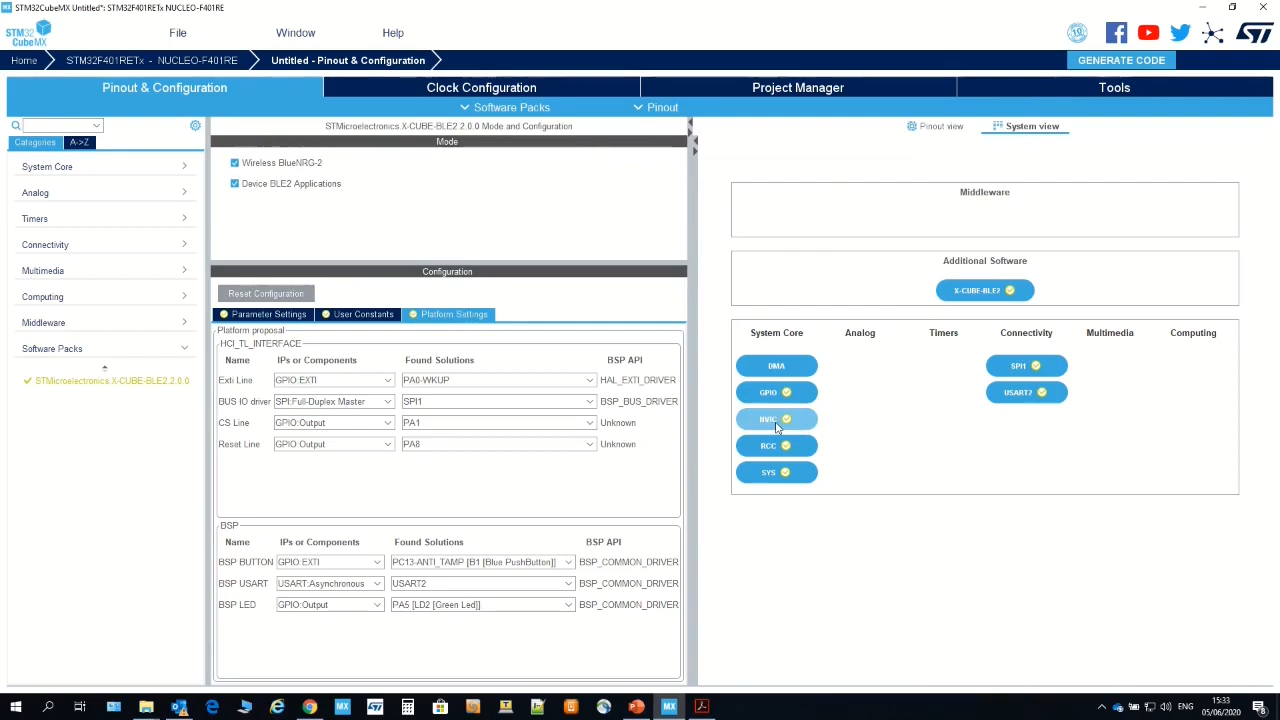 MX STM32CubeMX Untitled*: STM32F401RETx NUCLEO-F401RE
STM32 CubeMX
File Window Help
10
Home STM32F401RETx - NUCLEO-F401RE Untitled - Pinout & Configuration GENERATE CODE
Pinout & Configuration Clock Configuration Project Manager Tools
Software Packs Pinout
Categories A->Z
System Core
Analog
Timers
Connectivity
Multimedia
Computing
Middleware
Software Packs
STMicroelectronics.X-CUBE-BLE2.2.0.0
STMicroelectronics.X-CUBE-BLE2.2.0.0 Mode and Configuration
Mode
Wireless BlueNRG-2
Device BLE2 Applications
Configuration
Reset Configuration
Parameter Settings User Constants Platform Settings
Platform proposal
HCI_TL_INTERFACE
Name IPs or Components Found Solutions BSP API
Exti Line GPIO:EXTI PA0-WKUP HAL_EXTI_DRIVER
BUS IO driver SPI:Full-Duplex Master SPI1 BSP_BUS_DRIVER
CS Line GPIO:Output PA1 Unknown
Reset Line GPIO:Output PA8 Unknown
BSP
Name IPs or Components Found Solutions BSP API
BSP BUTTON GPIO:EXTI PC13-ANTI_TAMP [B1 [Blue PushButton]] BSP_COMMON_DRIVER
BSP USART USART:Asynchronous USART2 BSP_COMMON_DRIVER
BSP LED GPIO:Output PA5 [LD2 [Green Led]] BSP_COMMON_DRIVER
Pinout view System view
Middleware
Additional Software
X-CUBE-BLE2
System Core Analog Timers Connectivity Multimedia Computing
DMA SPI1
GPIO USART2
NVIC
RCC
SYS
ENG
15:33
05/06/2020
8